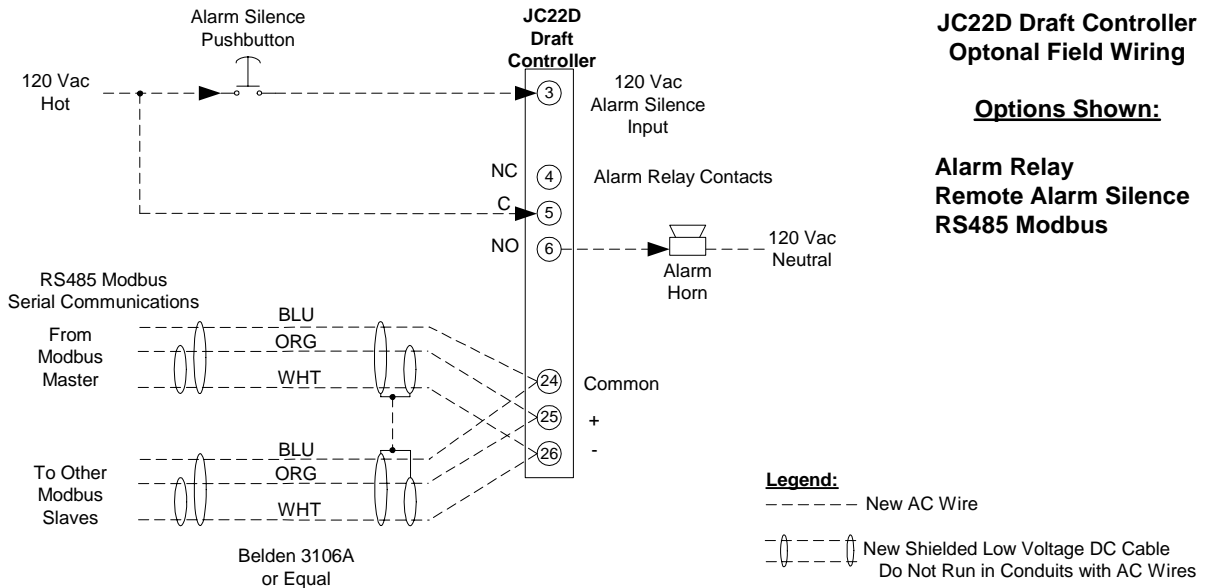 Alarm Silence
Pushbutton
JC22D
Draft
Controller
JC22D Draft Controller
Optonal Field Wiring
120 Vac
Hot
3
120 Vac
Alarm Silence
Input
Options Shown:
NC
4
Alarm Relay Contacts
Alarm Relay
Remote Alarm Silence
RS485 Modbus
C
5
NO
6
Alarm
Horn
120 Vac
Neutral
RS485 Modbus
Serial Communications
From
Modbus
Master
BLU
ORG
WHT
24
Common
25
+
26
-
To Other
Modbus
Slaves
BLU
ORG
WHT
Belden 3106A
or Equal
Legend:
New AC Wire
New Shielded Low Voltage DC Cable
Do Not Run in Conduits with AC Wires